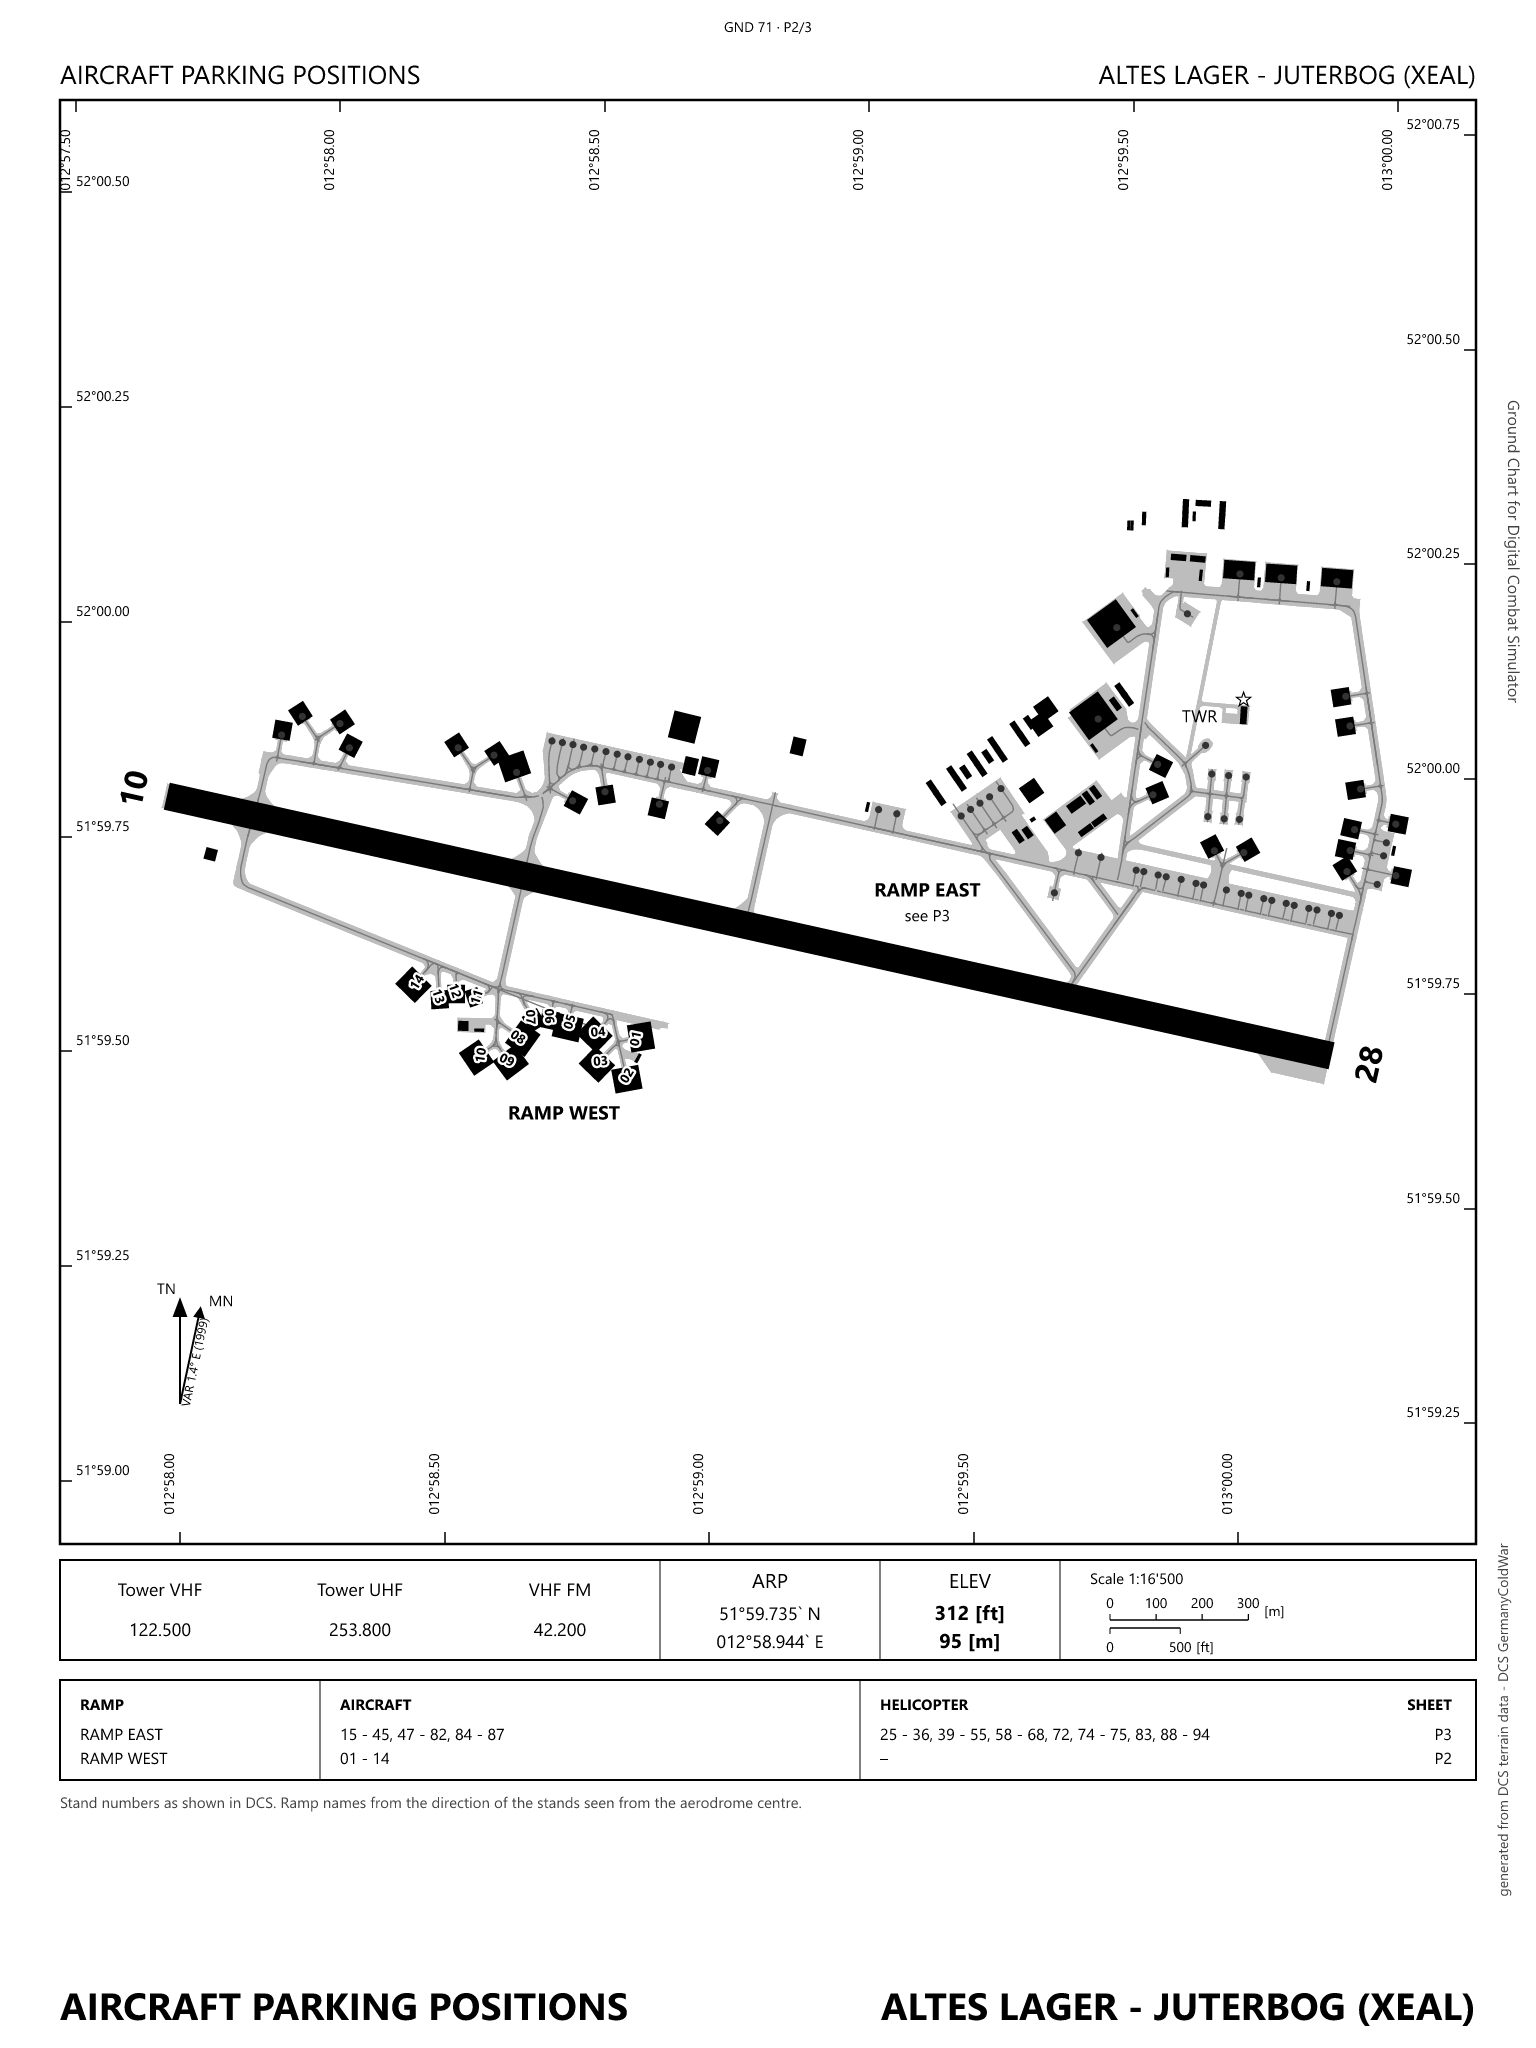 GND 71 · P2/3
AIRCRAFT PARKING POSITIONS
ALTES LAGER - JUTERBOG (XEAL)
012°57.50
012°58.00
012°58.50
012°59.00
012°59.50
013°00.00
52°00.75
52°00.50
52°00.50
52°00.25
52°00.25
52°00.00
52°00.00
51°59.75
51°59.75
51°59.50
51°59.50
51°59.25
51°59.25
51°59.00
TWR
10
28
RAMP EAST
see P3
14
13
12
11
10
09
08
07
06
05
04
03
02
01
RAMP WEST
TN
MN
VAR 1.4° E (1999)
012°58.00
012°58.50
012°59.00
012°59.50
013°00.00
Ground Chart for Digital Combat Simulator
generated from DCS terrain data - DCS GermanyColdWar
Tower VHF
122.500
Tower UHF
253.800
VHF FM
42.200
ARP
51°59.735` N
012°58.944` E
ELEV
312 [ft]
95 [m]
Scale 1:16'500
0 100 200 300 [m]
0 500 [ft]
RAMP AIRCRAFT HELICOPTER SHEET
RAMP EAST 15 - 45, 47 - 82, 84 - 87 25 - 36, 39 - 55, 58 - 68, 72, 74 - 75, 83, 88 - 94 P3
RAMP WEST 01 - 14 – P2
Stand numbers as shown in DCS. Ramp names from the direction of the stands seen from the aerodrome centre.
AIRCRAFT PARKING POSITIONS
ALTES LAGER - JUTERBOG (XEAL)